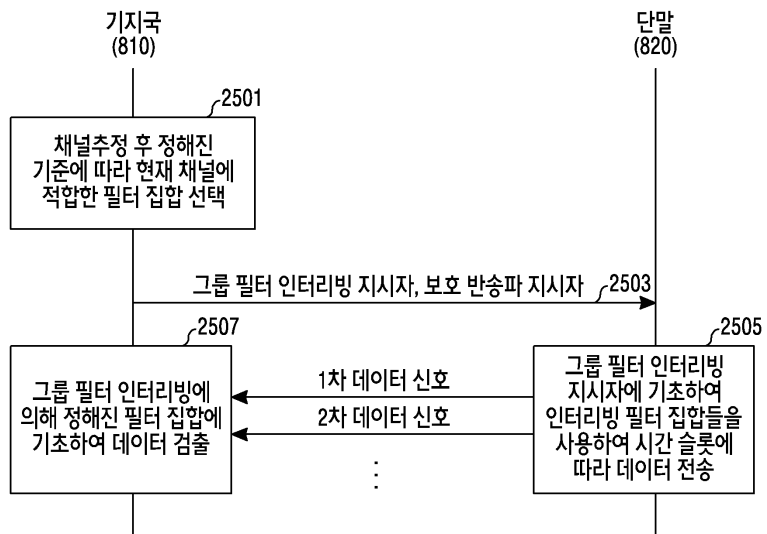 기지국
(810)
단말
(820)
2501
채널추정 후 정해진
기준에 따라 현재 채널에
적합한 필터 집합 선택
그룹 필터 인터리빙 지시자, 보호 반송파 지시자
2503
2507
그룹 필터 인터리빙에
의해 정해진 필터 집합에
기초하여 데이터 검출
1차 데이터 신호
2차 데이터 신호
2505
그룹 필터 인터리빙
지시자에 기초하여
인터리빙 필터 집합들을
사용하여 시간 슬롯에
따라 데이터 전송